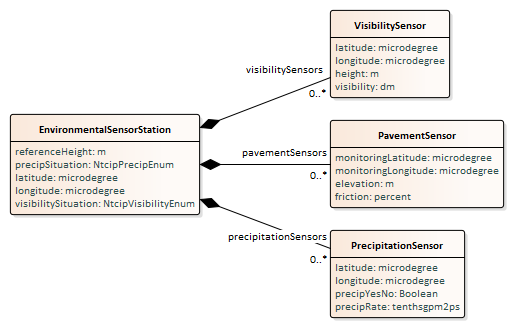 VisibilitySensor
latitude: microdegree
longitude: microdegree
height: m
visibility: dm
visibilitySensors
0..*
EnvironmentalSensorStation
referenceHeight: m
precipSituation: NtcipPrecipEnum
latitude: microdegree
longitude: microdegree
visibilitySituation: NtcipVisibilityEnum
pavementSensors
0..*
PavementSensor
monitoringLatitude: microdegree
monitoringLongitude: microdegree
elevation: m
friction: percent
precipitationSensors
0..*
PrecipitationSensor
latitude: microdegree
longitude: microdegree
precipYesNo: Boolean
precipRate: tenthsgpm2ps